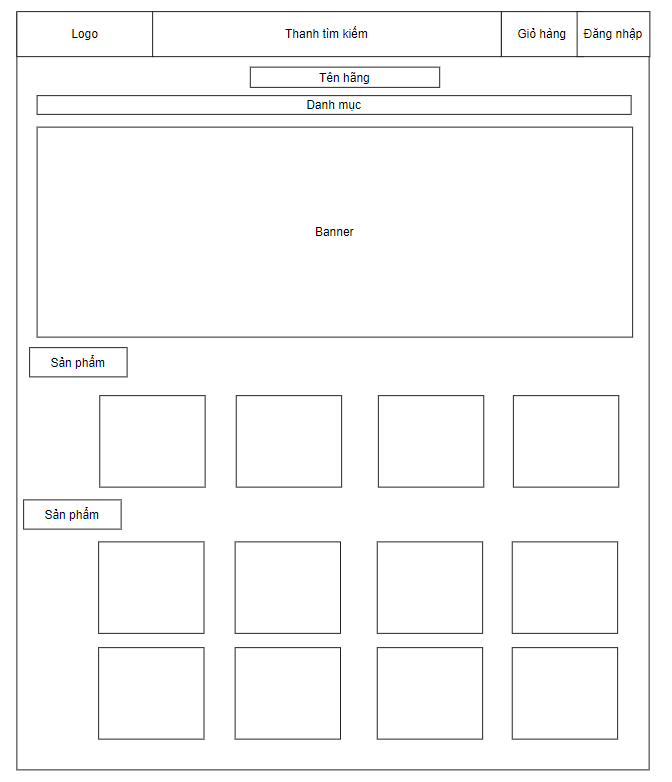 Logo
Thanh tìm kiếm
Giỏ hàng
Đăng nhập
Tên hãng
Danh mục
Banner
Sản phẩm
Sản phẩm